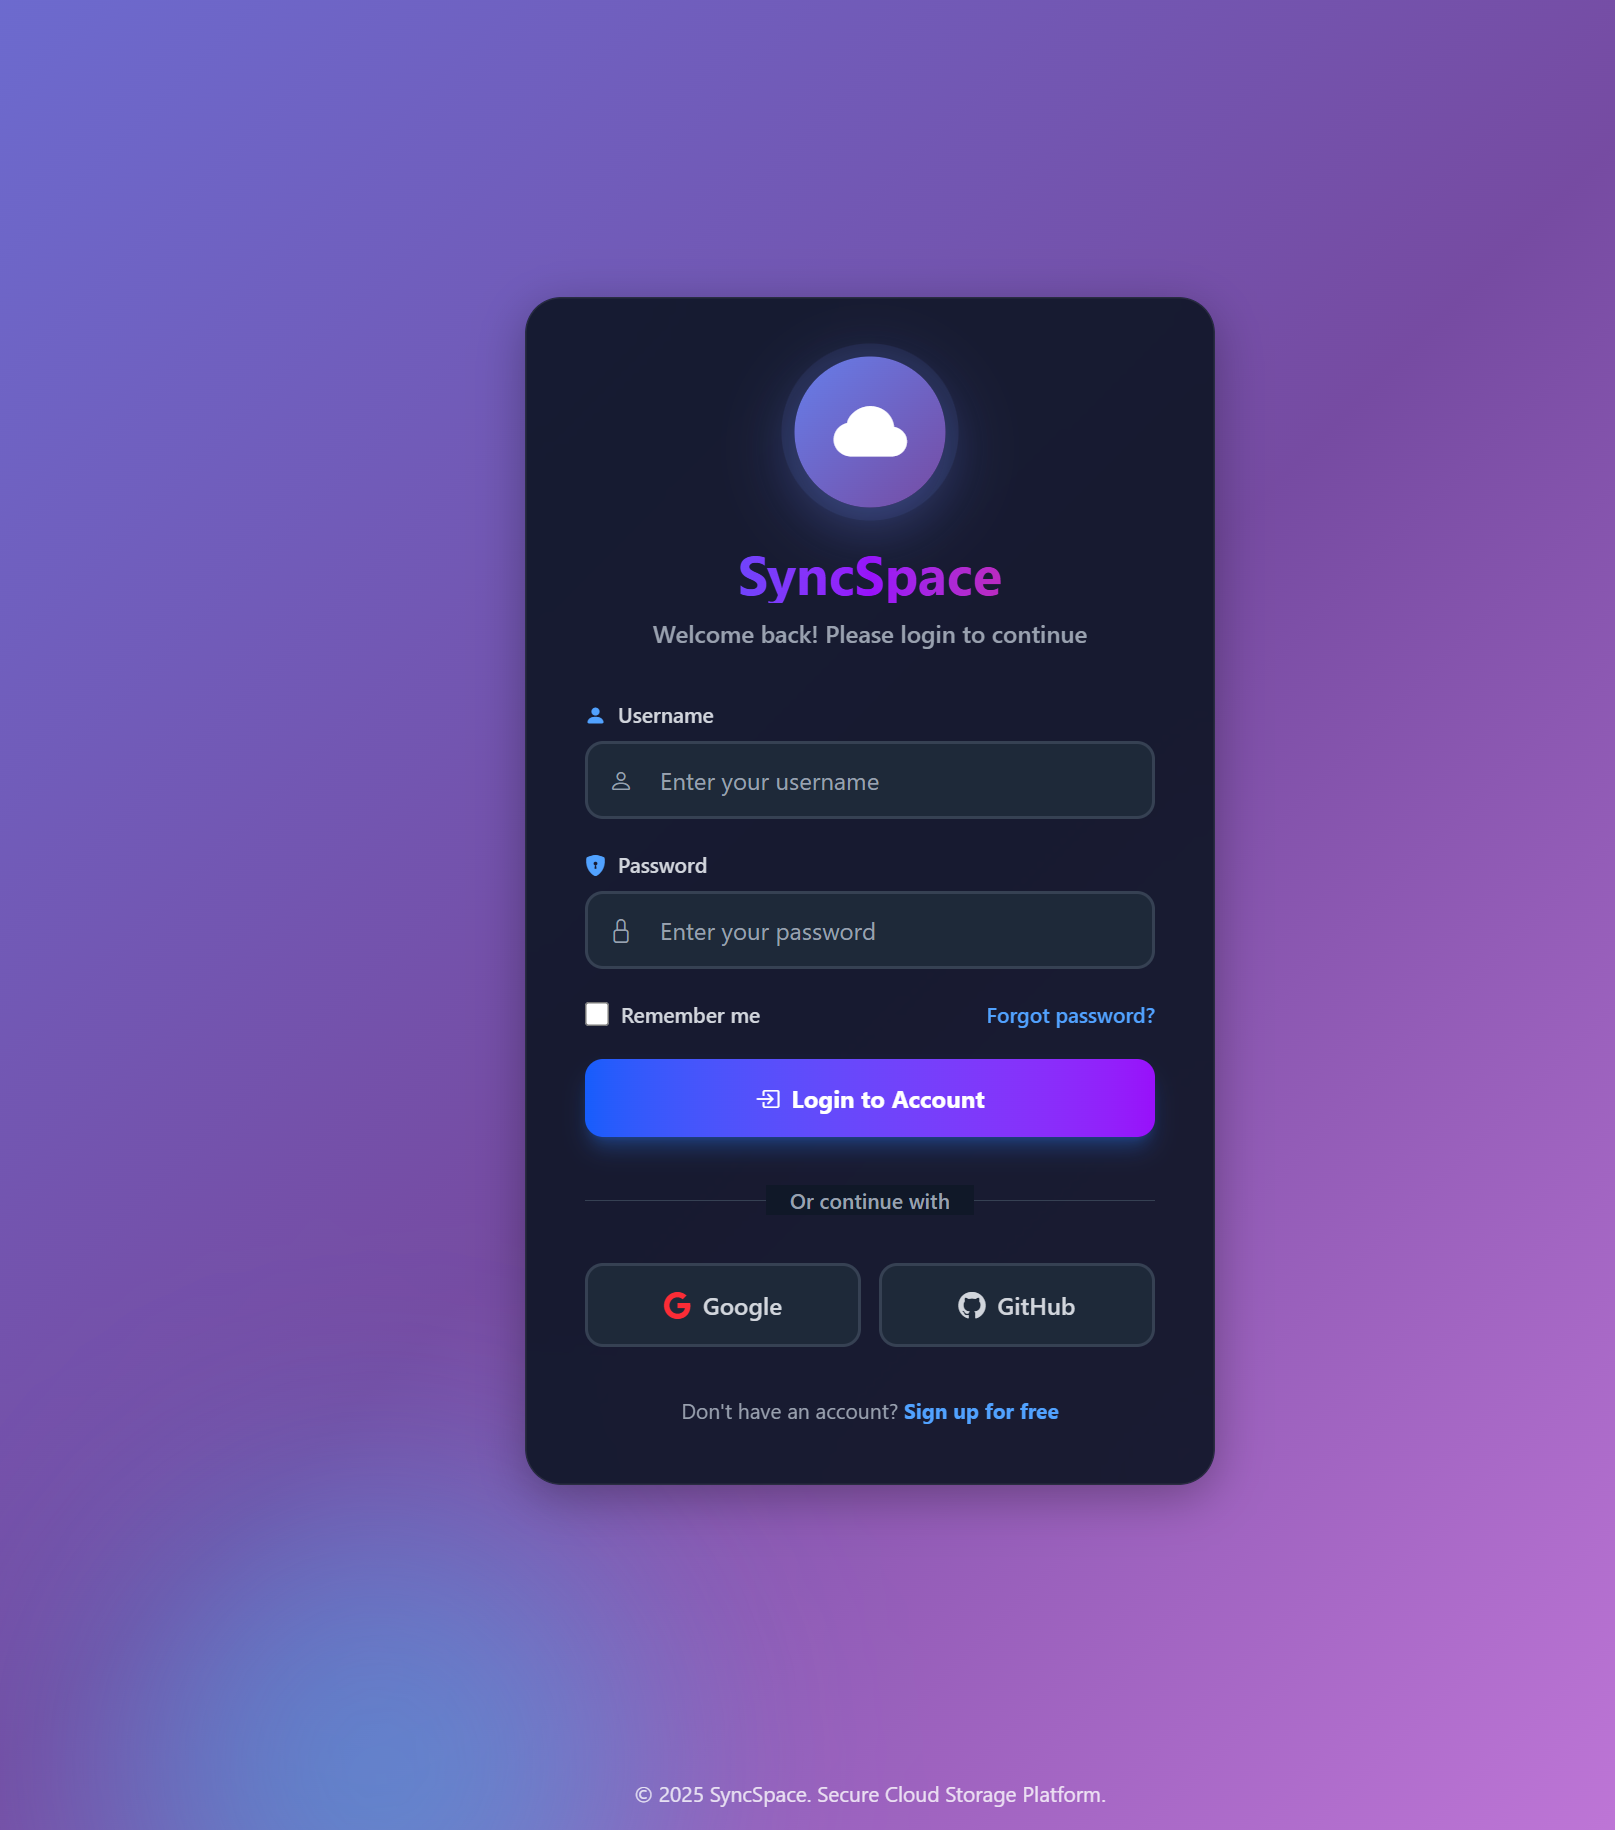 SyncSpace
Welcome back! Please login to continue
Username
Enter your username
Password
Enter your password
Remember me
Forgot password?
Login to Account
Or continue with
Google
GitHub
Don't have an account? Sign up for free
© 2025 SyncSpace. Secure Cloud Storage Platform.